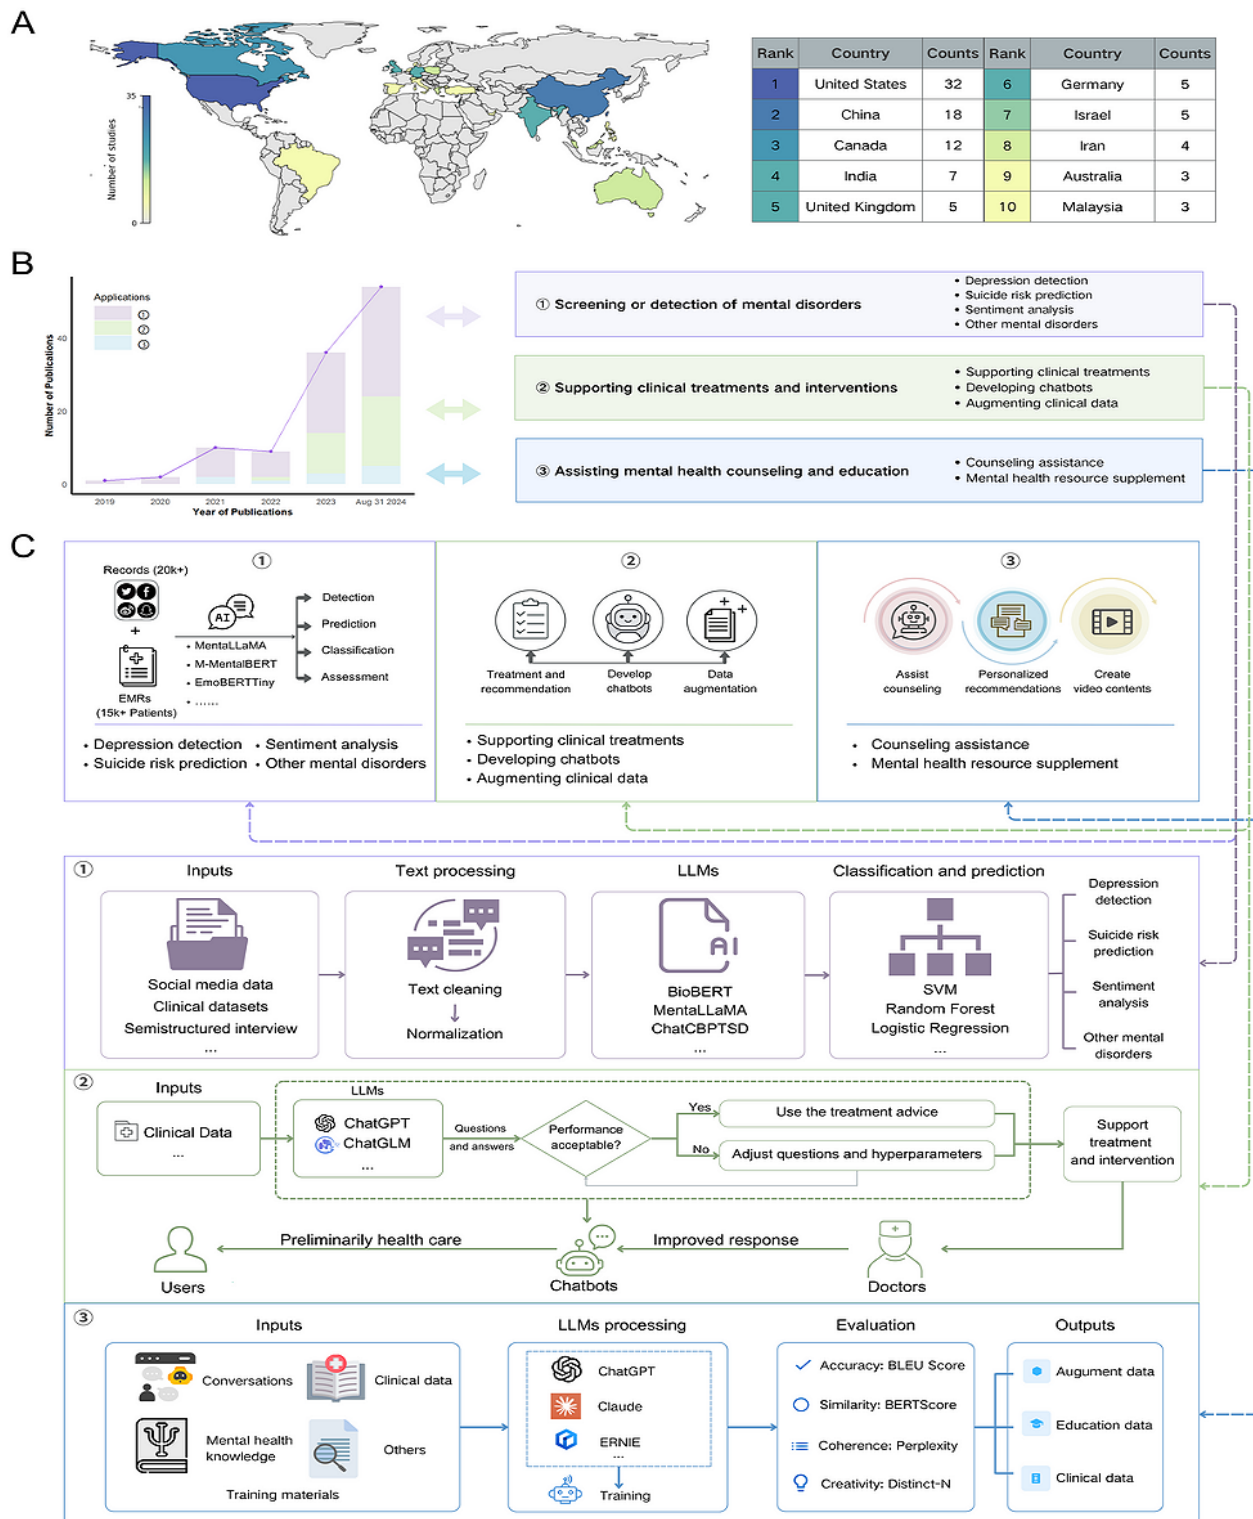 A
35
Number of studies
0
Rank Country Counts Rank Country Counts
1 United States 32 6 Germany 5
2 China 18 7 Israel 5
3 Canada 12 8 Iran 4
4 India 7 9 Australia 3
5 United Kingdom 5 10 Malaysia 3
B
Applications
①
②
③
Number of Publications
40
20
0
2019 2020 2021 2022 2023 Aug 31 2024
Year of Publications
① Screening or detection of mental disorders
• Depression detection
• Suicide risk prediction
• Sentiment analysis
• Other mental disorders
② Supporting clinical treatments and interventions
• Supporting clinical treatments
• Developing chatbots
• Augmenting clinical data
③ Assisting mental health counseling and education
• Counseling assistance
• Mental health resource supplement
C
①
Records (20k+)
+
EMRs
(15k+ Patients)
AI
• MentaLLaMA
• M-MentalBERT
• EmoBERTTiny
• ......
Detection
Prediction
Classification
Assessment
• Depression detection • Sentiment analysis
• Suicide risk prediction • Other mental disorders
②
Treatment and
recommendation
Develop
chatbots
Data
augmentation
• Supporting clinical treatments
• Developing chatbots
• Augmenting clinical data
③
Assist
counseling
Personalized
recommendations
Create
video contents
• Counseling assistance
• Mental health resource supplement
①
Inputs
Social media data
Clinical datasets
Semistructured interview
...
Text processing
Text cleaning
Normalization
LLMs
AI
BioBERT
MentaLLaMA
ChatCBPTSD
...
Classification and prediction
SVM
Random Forest
Logistic Regression
...
Depression
detection
Suicide risk
prediction
Sentiment
analysis
Other mental
disorders
②
Inputs
Clinical Data
...
LLMs
ChatGPT
ChatGLM
...
Questions
and answers
Performance
acceptable?
Yes
Use the treatment advice
No
Adjust questions and hyperparameters
Support
treatment
and intervention
Preliminarily health care
Improved response
Users
Chatbots
Doctors
③
Inputs
Conversations
Clinical data
Mental health
knowledge
Others
Training materials
LLMs processing
ChatGPT
Claude
ERNIE
...
Training
Evaluation
Accuracy: BLEU Score
Similarity: BERTScore
Coherence: Perplexity
Creativity: Distinct-N
Outputs
Augment data
Education data
Clinical data